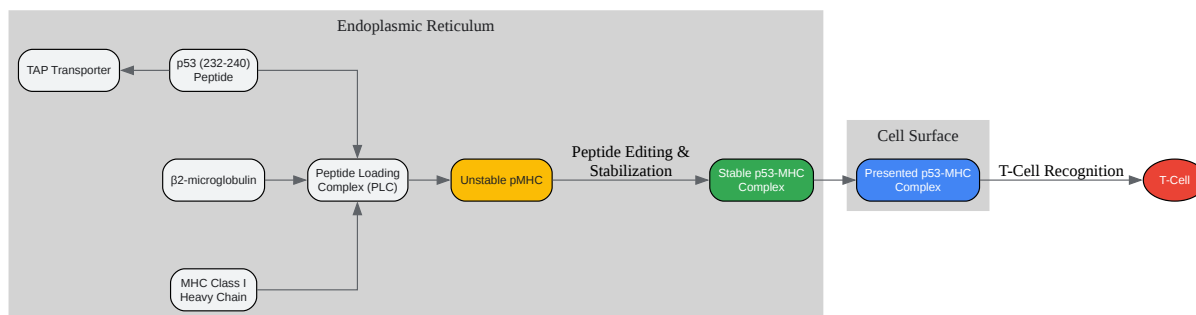 Endoplasmic Reticulum
TAP Transporter
p53 (232-240)
Peptide
β2-microglobulin
Peptide Loading
Complex (PLC)
MHC Class I
Heavy Chain
Unstable pMHC
Peptide Editing &
Stabilization
Stable p53-MHC
Complex
Cell Surface
Presented p53-MHC
Complex
T-Cell Recognition
T-Cell